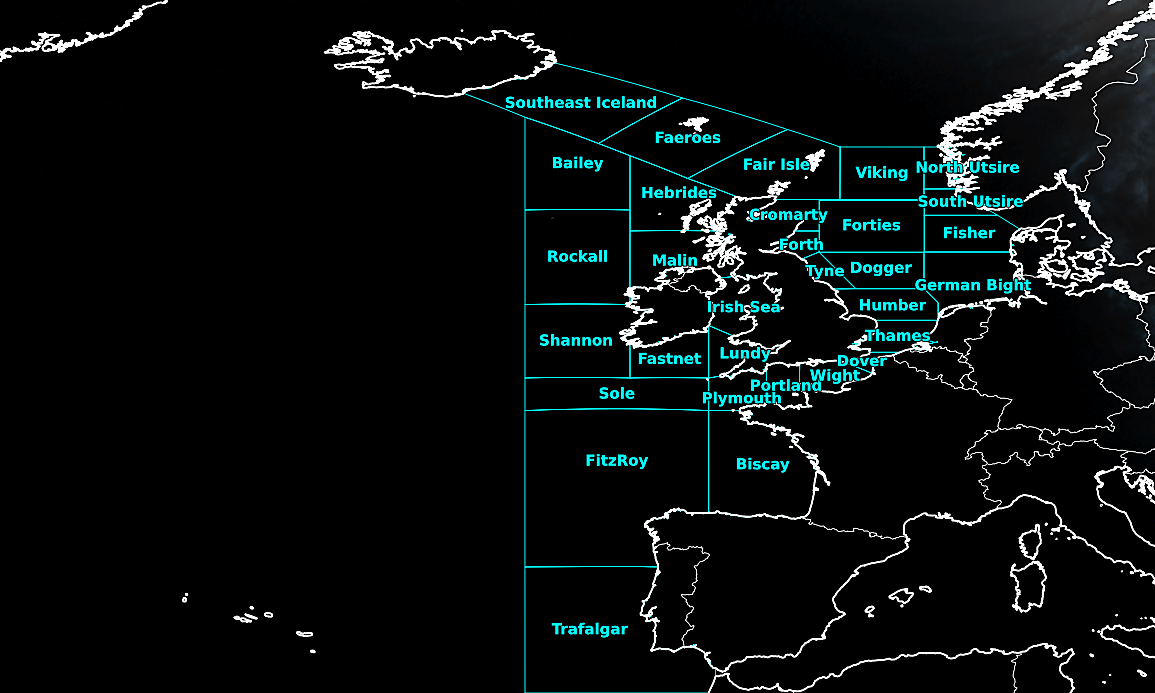 Southeast Iceland
Faeroes
Bailey
Fair Isle
Viking
North Utsire
Hebrides
South Utsire
Cromarty
Forties
Fisher
Forth
Rockall
Malin
Tyne
Dogger
German Bight
Irish Sea
Humber
Thames
Shannon
Fastnet
Lundy
Dover
Wight
Portland
Sole
Plymouth
FitzRoy
Biscay
Trafalgar